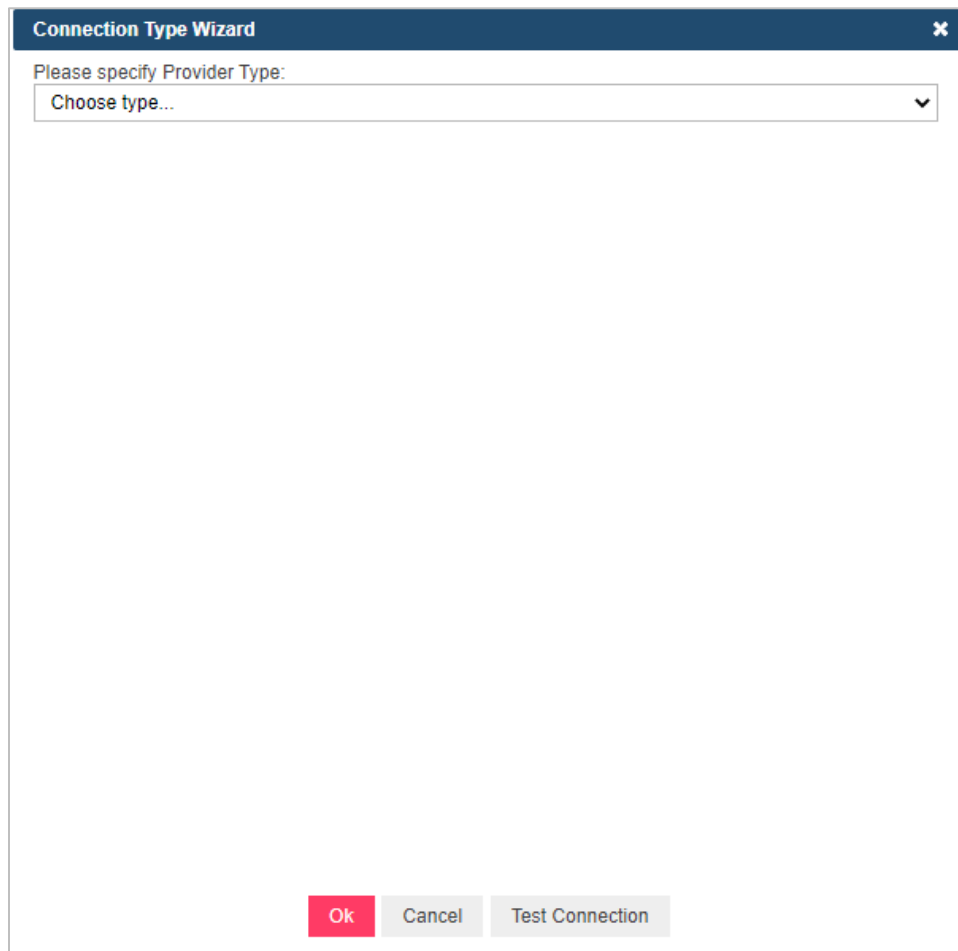 Connection Type Wizard
Please specify Provider Type:
Choose type...
Ok Cancel Test Connection